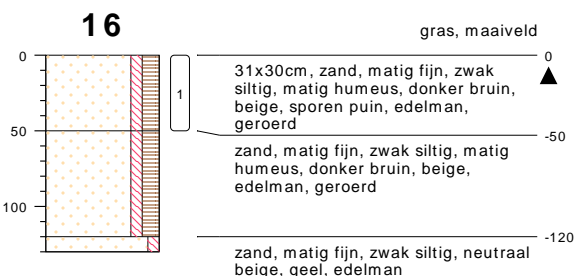 16
gras, maaiveld
0
0
31x30cm, zand, matig fijn, zwak
siltig, matig humeus, donker bruin,
beige, sporen puin, edelman,
geroerd
1
50
-50
zand, matig fijn, zwak siltig, matig
humeus, donker bruin, beige,
edelman, geroerd
100
-120
zand, matig fijn, zwak siltig, neutraal
beige, geel, edelman